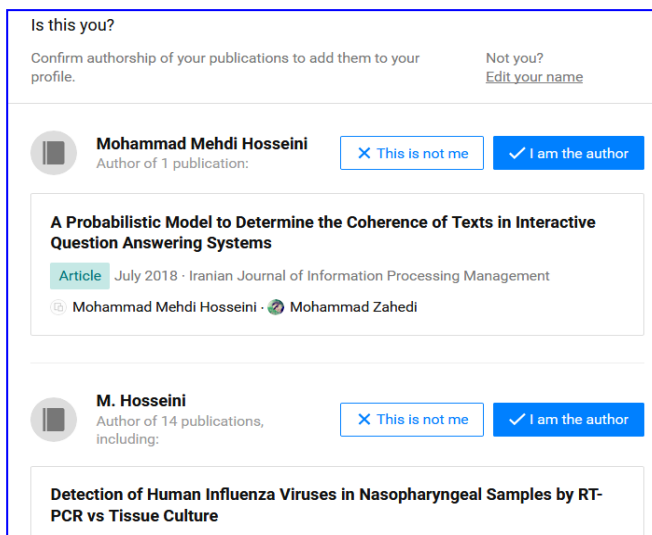 Is this you?
Confirm authorship of your publications to add them to your
profile.
Not you?
Edit your name
Mohammad Mehdi Hosseini
Author of 1 publication:
This is not me
I am the author
A Probabilistic Model to Determine the Coherence of Texts in Interactive
Question Answering Systems
Article July 2018 · Iranian Journal of Information Processing Management
Mohammad Mehdi Hosseini · Mohammad Zahedi
M. Hosseini
Author of 14 publications,
including:
This is not me
I am the author
Detection of Human Influenza Viruses in Nasopharyngeal Samples by RT-
PCR vs Tissue Culture